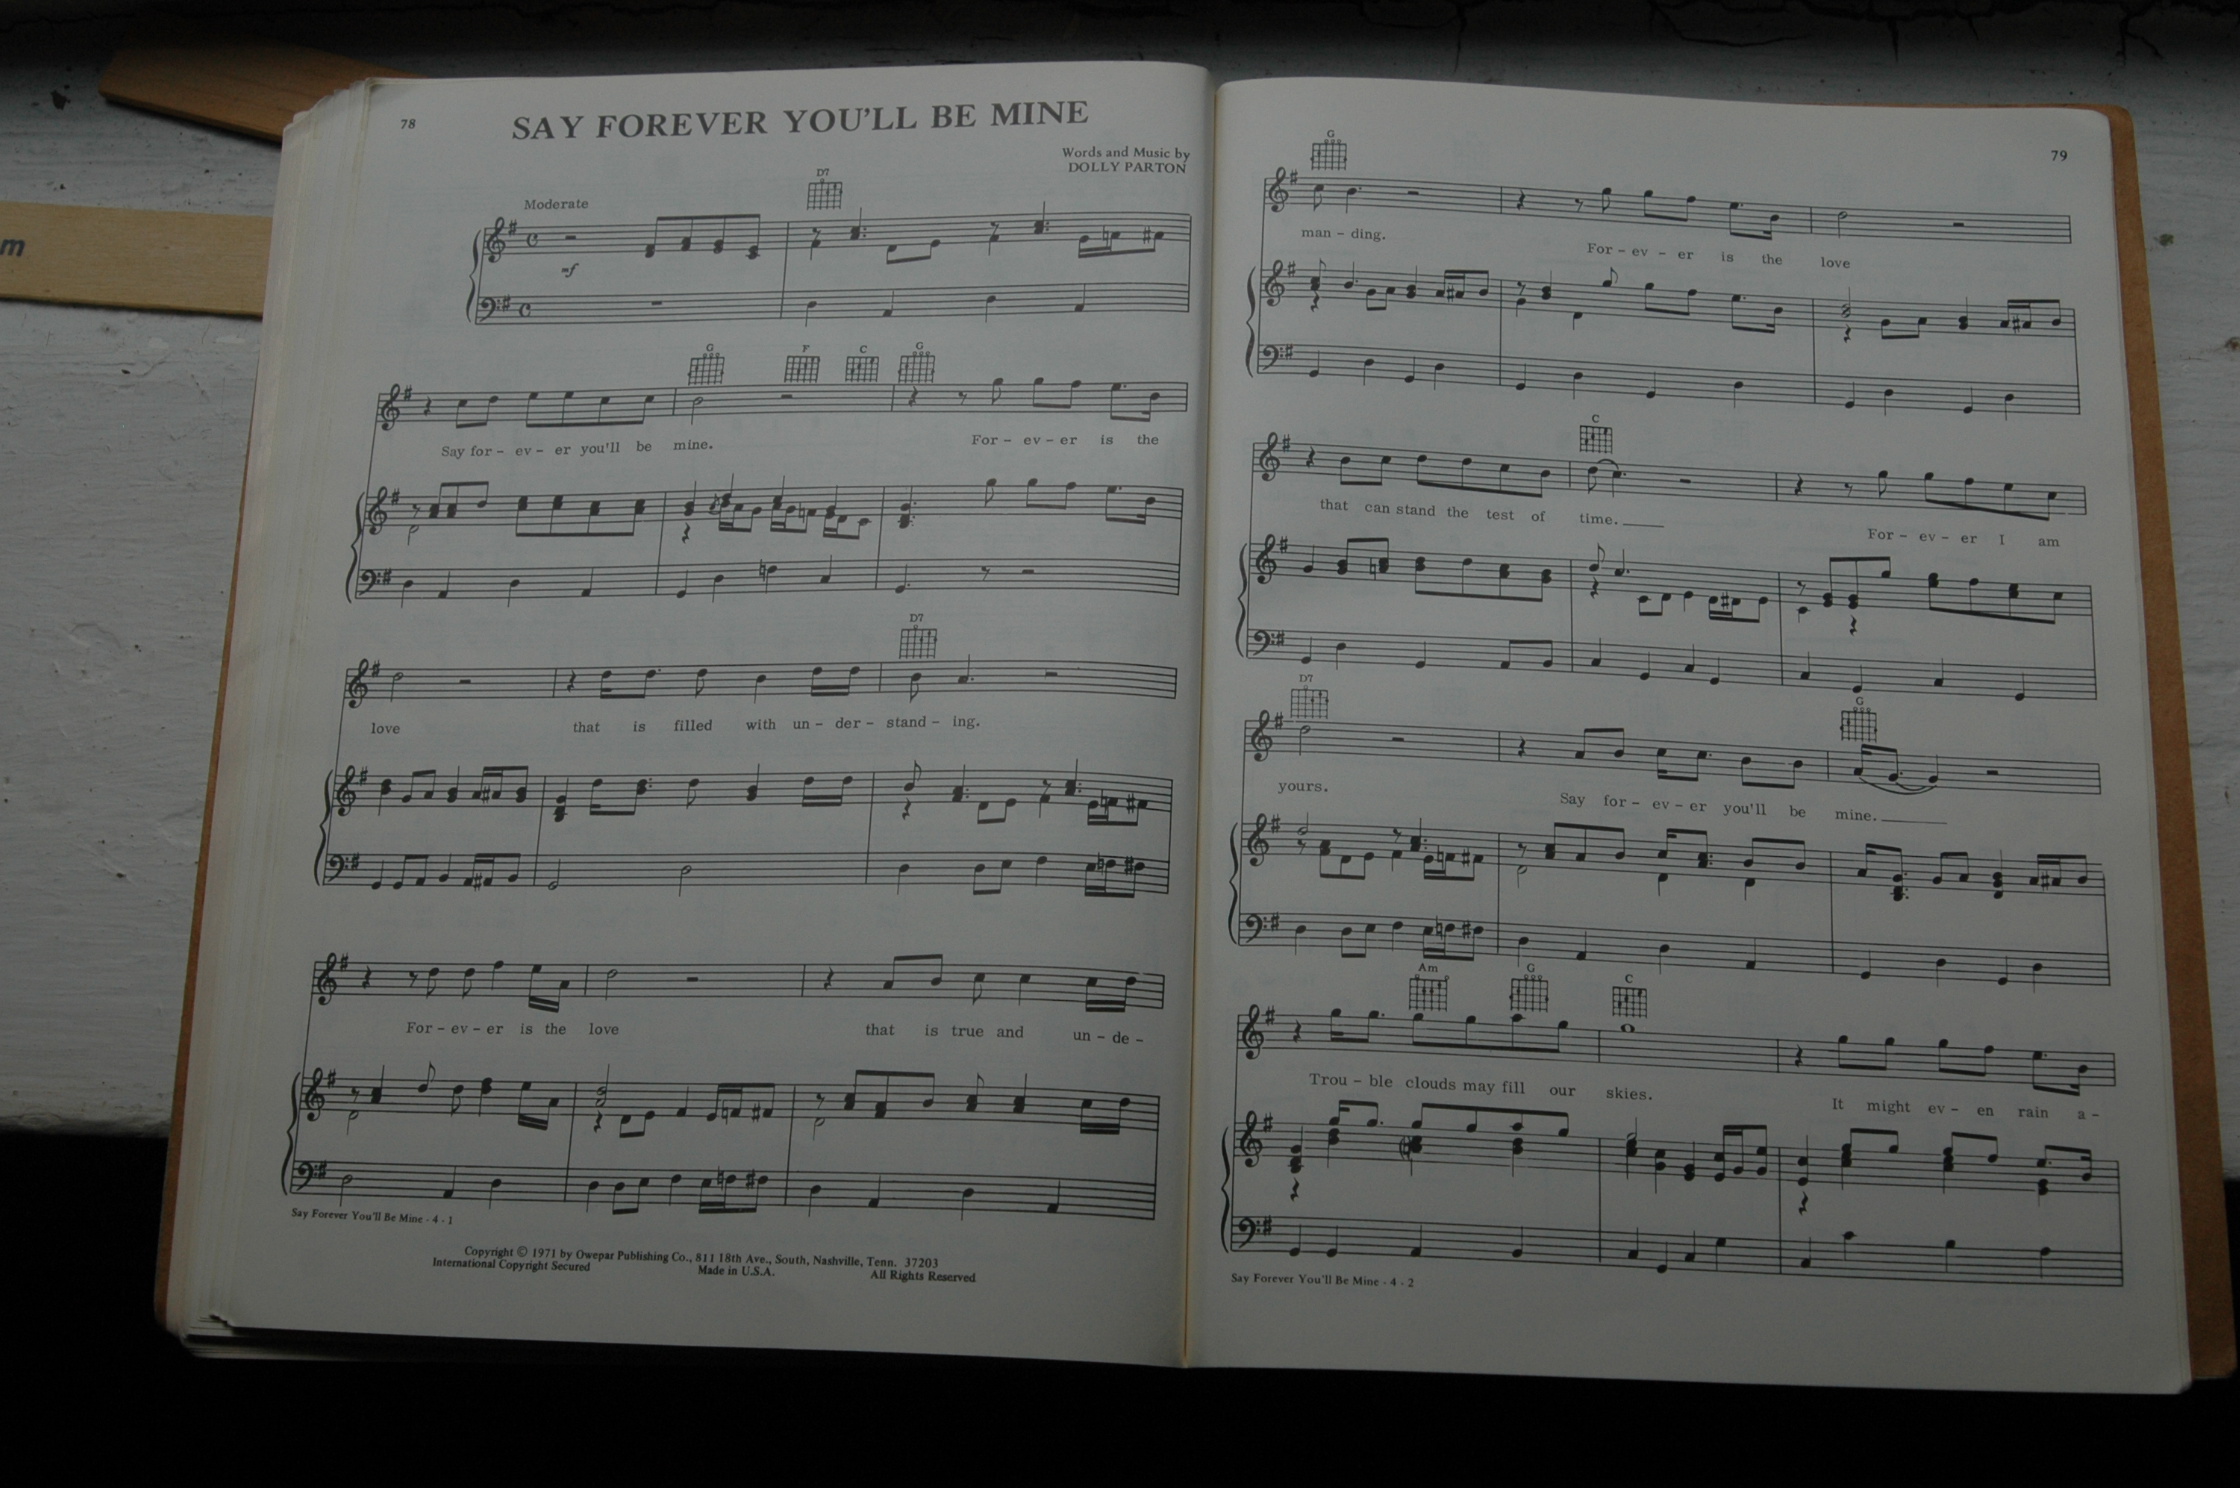 m
78
SAY FOREVER YOU'LL BE MINE
Words and Music by
DOLLY PARTON
Moderate
D7
mf
G F C G
Say for - ev - er you'll be mine. For - ev - er is the
D7
love that is filled with un - der - stand - ing.
For - ev - er is the love that is true and un - de -
Say Forever You'll Be Mine - 4 - 1
Copyright © 1971 by Owepar Publishing Co., 811 18th Ave., South, Nashville, Tenn. 37203
International Copyright Secured Made in U.S.A. All Rights Reserved
79
G
man - ding. For - ev - er is the love
C
that can stand the test of time. For - ev - er I am
D7 G
yours. Say for - ev - er you'll be mine.
Am G C
Trou - ble clouds may fill our skies. It might ev - en rain a -
Say Forever You'll Be Mine - 4 - 2